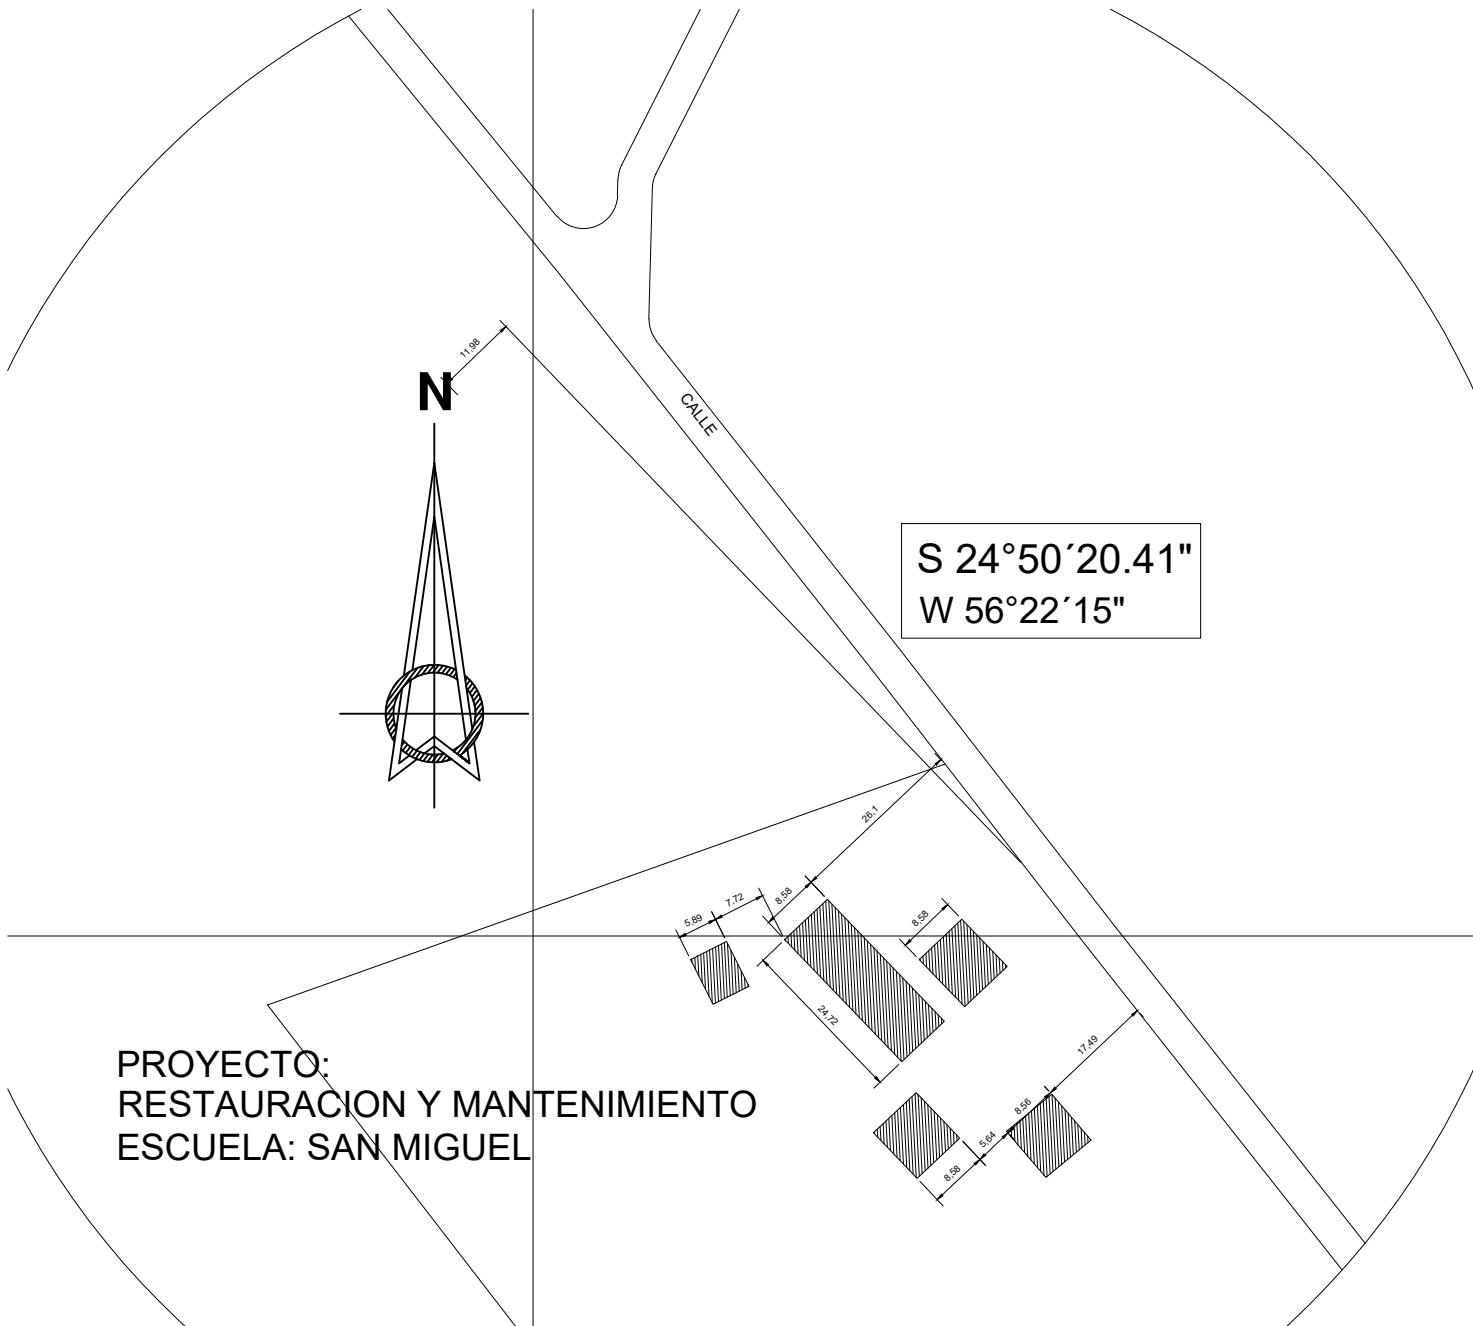 11,98
N
CALLE
S 24°50´20.41"
W 56°22´15"
26,1
8,58
7,72
5,89
8,58
24,72
17,49
PROYECTO:
RESTAURACION Y MANTENIMIENTO
ESCUELA: SAN MIGUEL
8,56
5,64
8,58